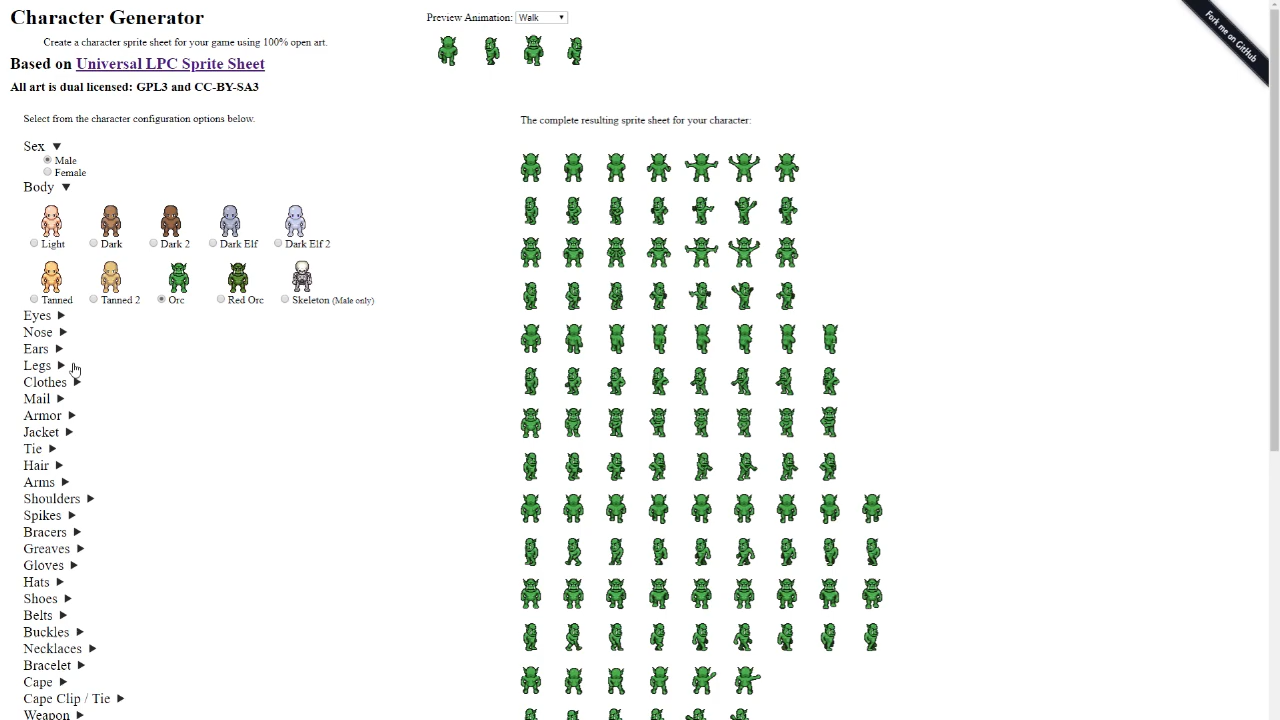 Character Generator
Create a character sprite sheet for your game using 100% open art.
Based on Universal LPC Sprite Sheet
All art is dual licensed: GPL3 and CC-BY-SA3
Preview Animation: Walk
Fork me on GitHub
Select from the character configuration options below.
The complete resulting sprite sheet for your character:
Sex
Male
Female
Body
Light Dark Dark 2 Dark Elf Dark Elf 2
Tanned Tanned 2 Orc Red Orc Skeleton (Male only)
Eyes
Nose
Ears
Legs
Clothes
Mail
Armor
Jacket
Tie
Hair
Arms
Shoulders
Spikes
Bracers
Greaves
Gloves
Hats
Shoes
Belts
Buckles
Necklaces
Bracelet
Cape
Cape Clip / Tie
Weapon